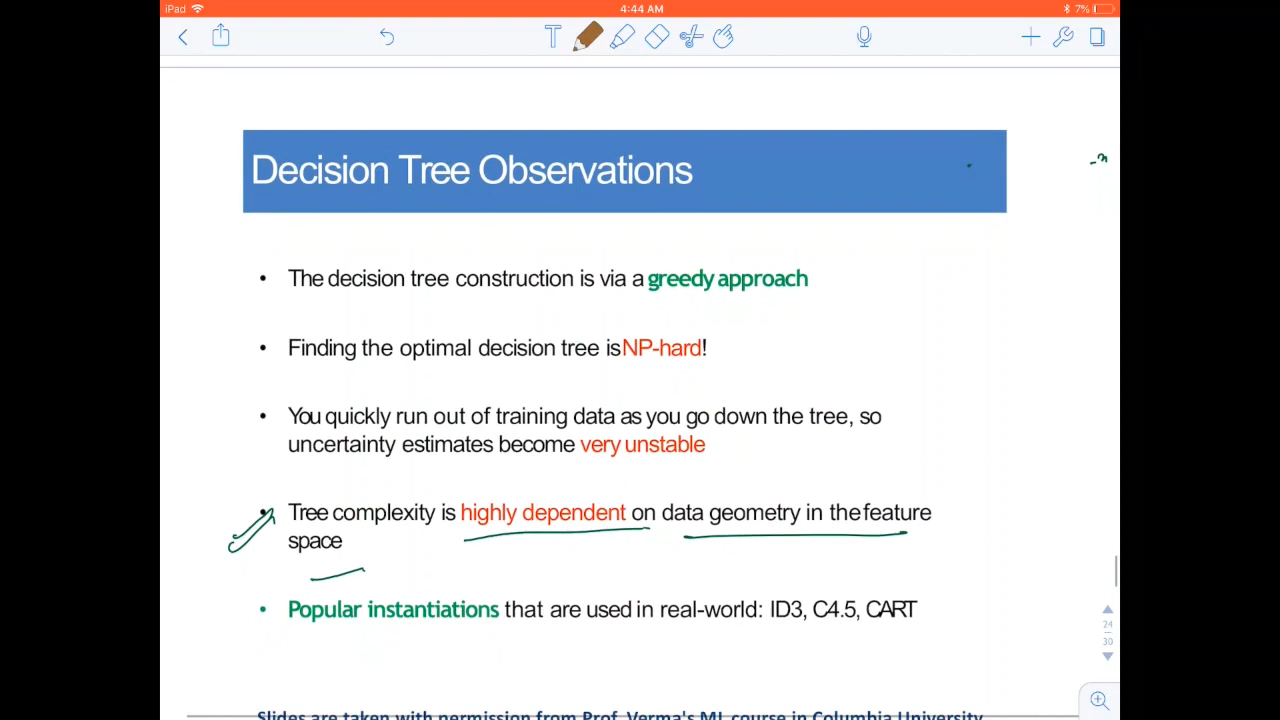 iPad 4:44 AM 7%
T
Decision Tree Observations
• The decision tree construction is via a greedy approach
• Finding the optimal decision tree is NP-hard!
• You quickly run out of training data as you go down the tree, so
uncertainty estimates become very unstable
• Tree complexity is highly dependent on data geometry in the feature
space
• Popular instantiations that are used in real-world: ID3, C4.5, CART
24
30
Slides are taken with permission from Prof. Verma's ML course in Columbia University